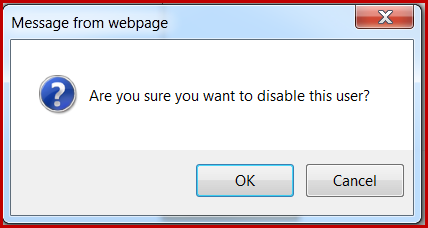 Message from webpage
Are you sure you want to disable this user?
OK
Cancel